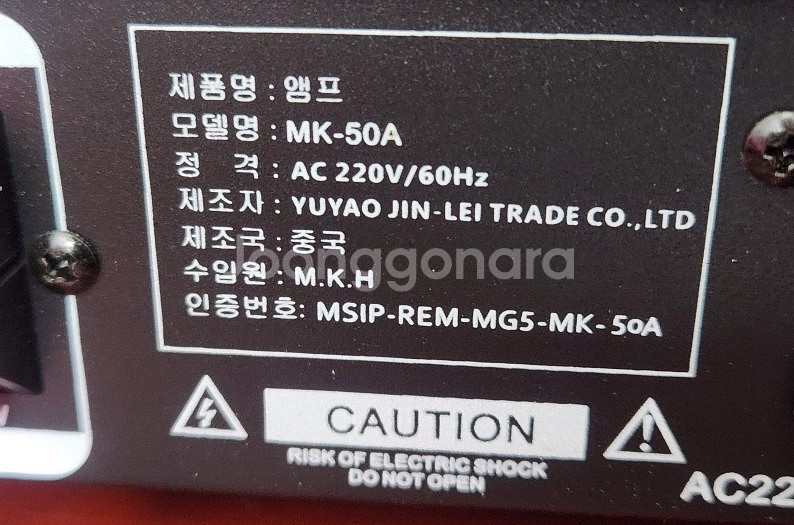 제품명 : 앰프
모델명 : MK-50A
정 격 : AC 220V/60Hz
제조자 : YUYAO JIN-LEI TRADE CO.,LTD
제조국 : 중국
joonggonara
수입원 : M.K.H
인증번호: MSIP-REM-MG5-MK-50A
CAUTION
RISK OF ELECTRIC SHOCK
DO NOT OPEN
AC22